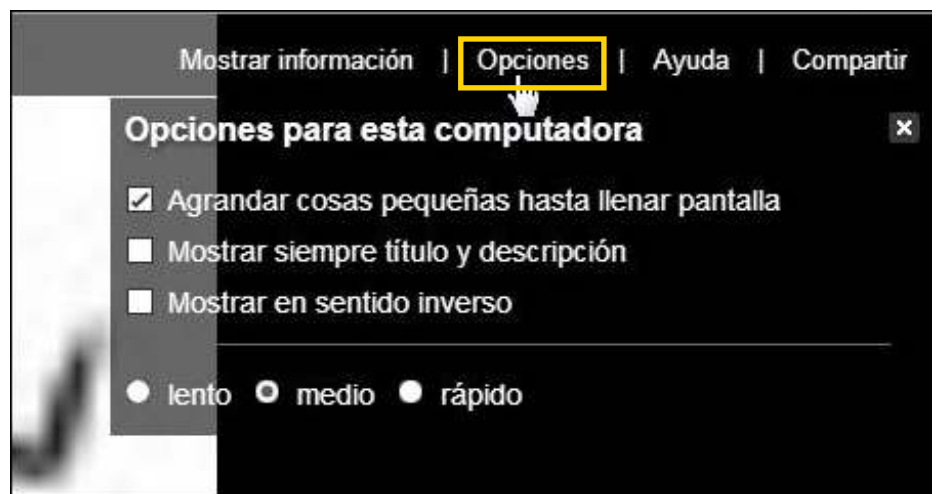 Mostrar información | Opciones | Ayuda | Compartir
Opciones para esta computadora
Agrandar cosas pequeñas hasta llenar pantalla
Mostrar siempre título y descripción
Mostrar en sentido inverso
lento medio rápido